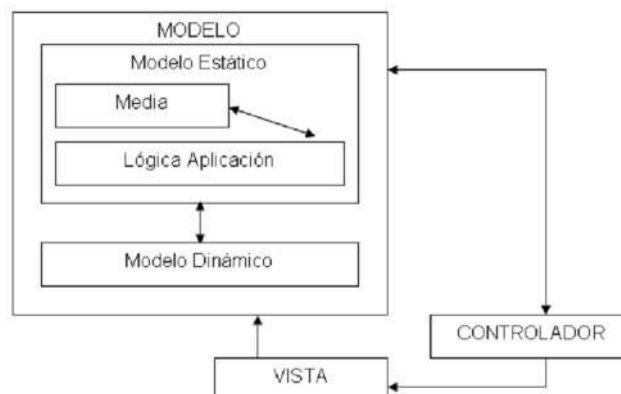 MODELO
Modelo Estático
Media
Lógica Aplicación
Modelo Dinámico
CONTROLADOR
VISTA